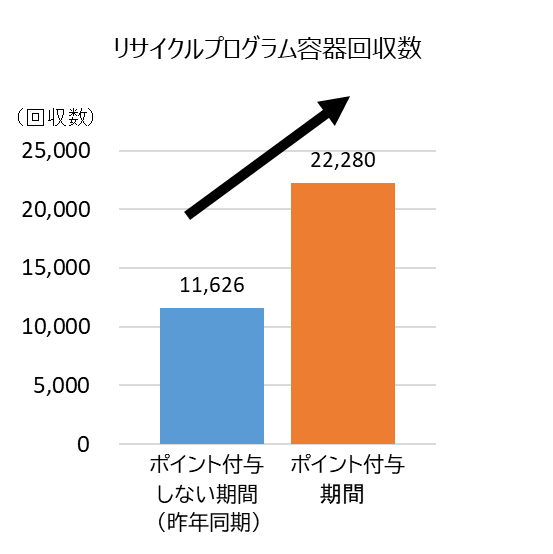 リサイクルプログラム容器回収数
（回収数）
25,000
20,000
15,000
10,000
5,000
0
11,626
22,280
ポイント付与
しない期間
（昨年同期）
ポイント付与
期間